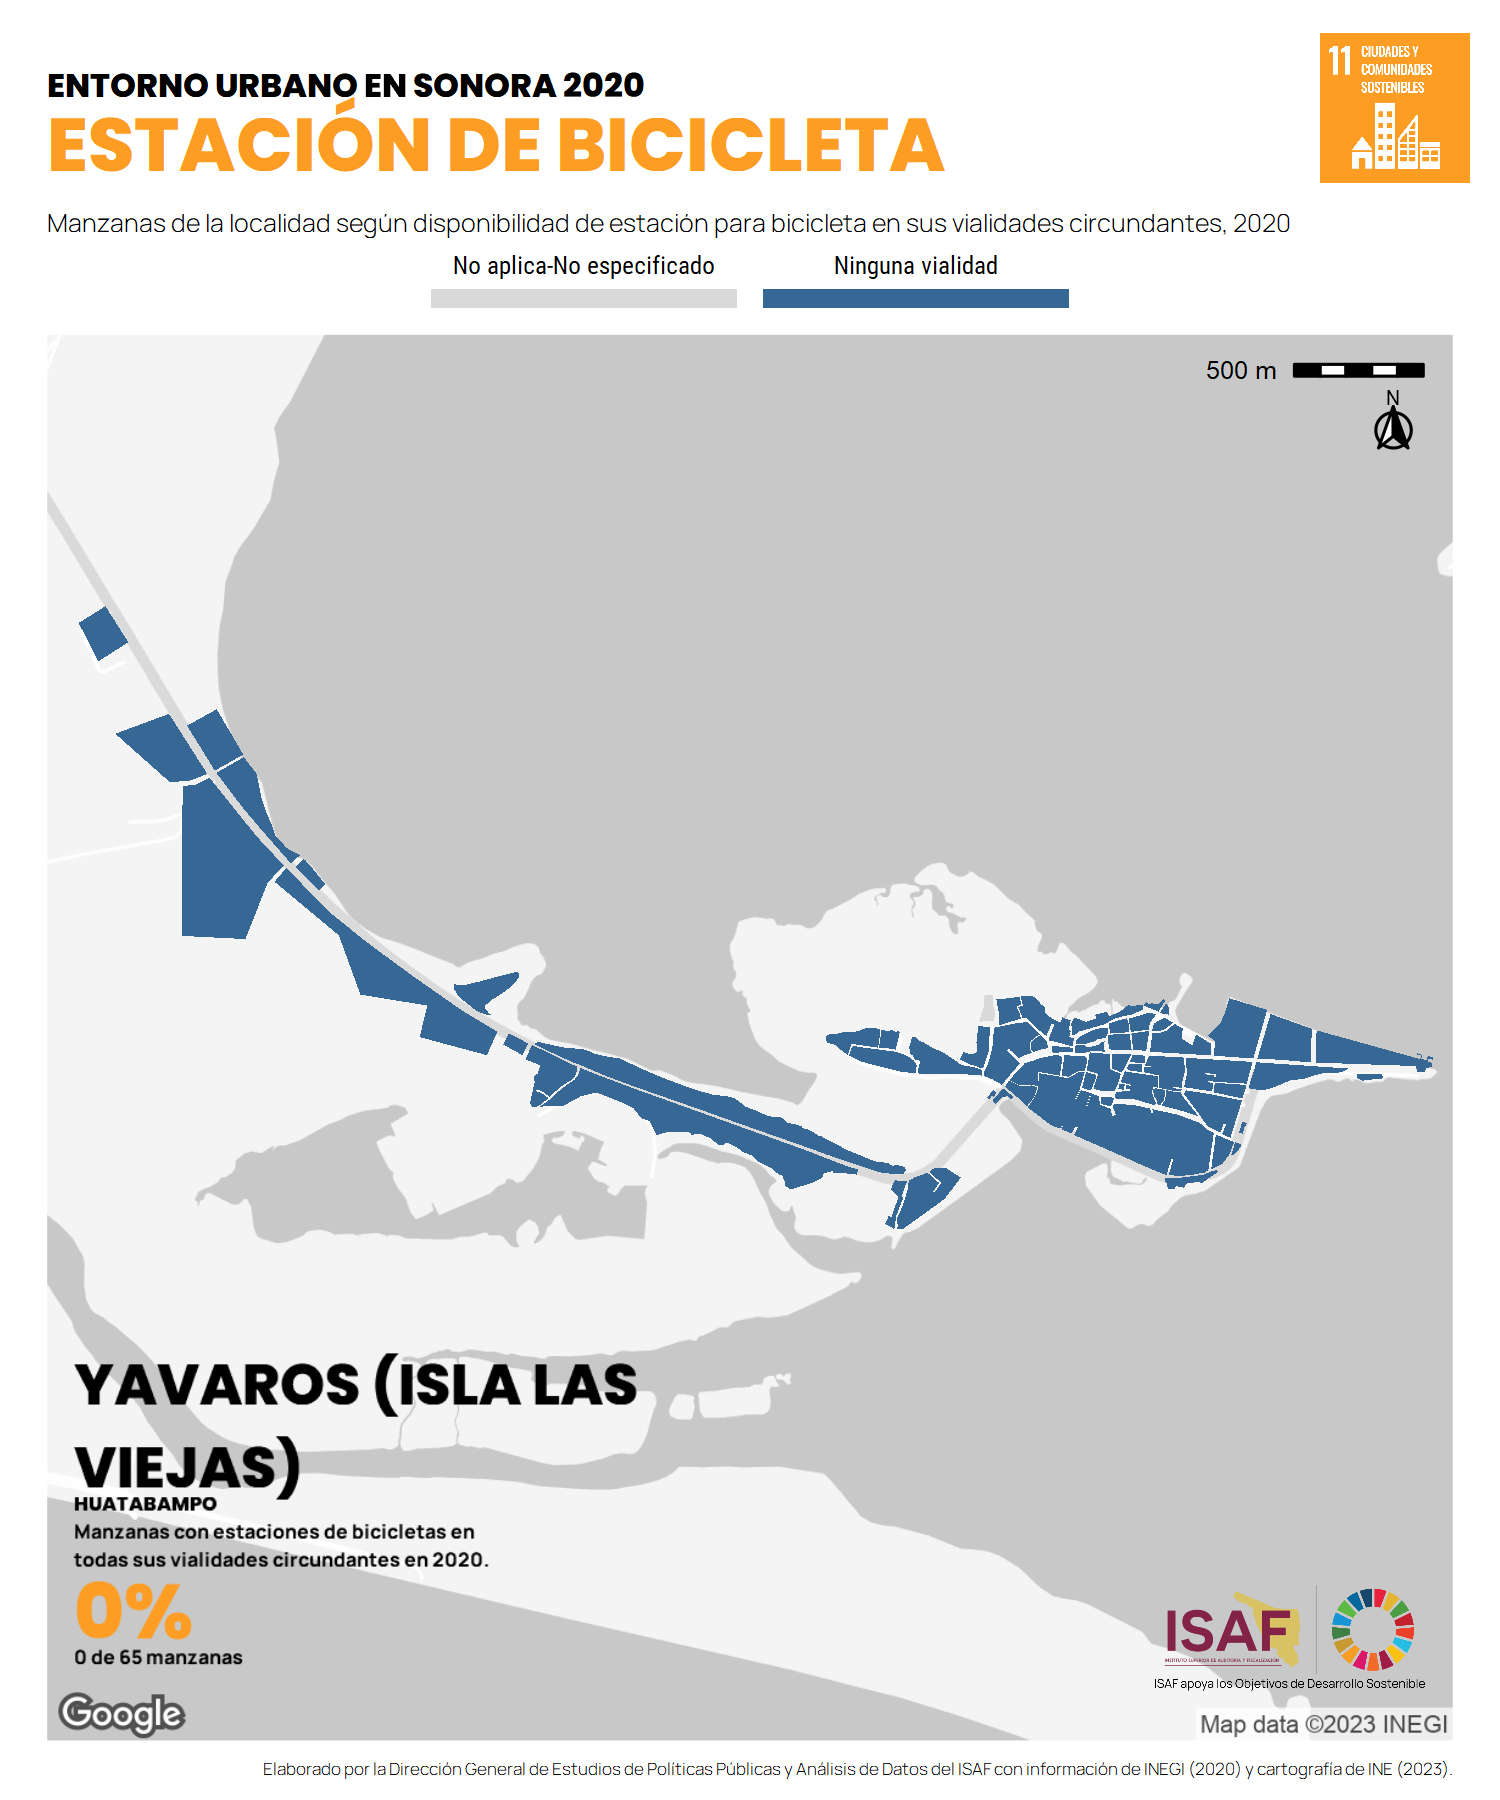 ENTORNO URBANO EN SONORA 2020
ESTACIÓN DE BICICLETA
11 CIUDADES Y
COMUNIDADES
SOSTENIBLES
Manzanas de la localidad según disponibilidad de estación para bicicleta en sus vialidades circundantes, 2020
No aplica-No especificado
Ninguna vialidad
500 m
N
YAVAROS (ISLA LAS
VIEJAS)
HUATABAMPO
Manzanas con estaciones de bicicletas en
todas sus vialidades circundantes en 2020.
0%
0 de 65 manzanas
ISAF
INSTITUTO SUPERIOR DE AUDITORÍA Y FISCALIZACIÓN
ISAF apoya los Objetivos de Desarrollo Sostenible
Google
Map data ©2023 INEGI
Elaborado por la Dirección General de Estudios de Políticas Públicas y Análisis de Datos del ISAF con información de INEGI (2020) y cartografía de INE (2023).